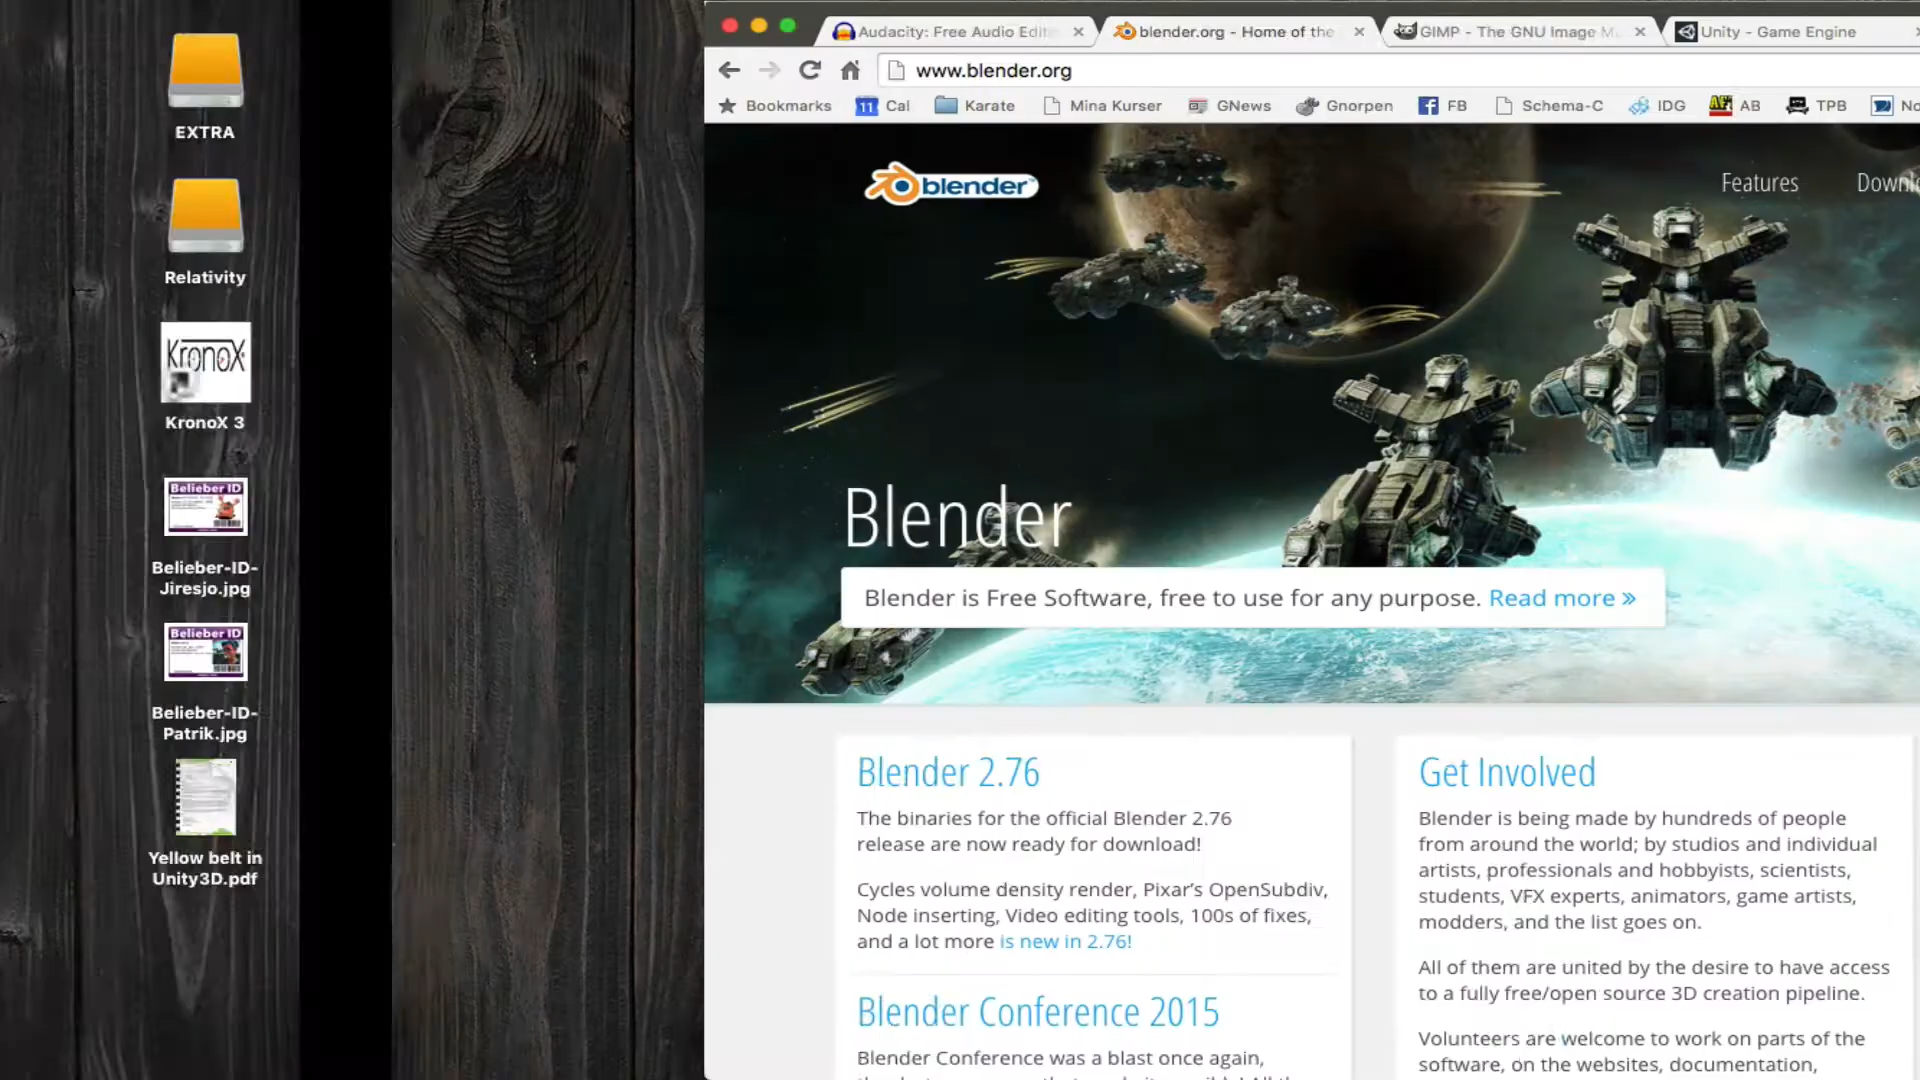 EXTRA
Relativity
KronoX
KronoX 3
Belieber ID
Belieber-ID-
Jiresjo.jpg
Belieber ID
Belieber-ID-
Patrik.jpg
Yellow belt in
Unity3D.pdf
Audacity: Free Audio Edit
blender.org - Home of the
GIMP - The GNU Image M
Unity - Game Engine
www.blender.org
Bookmarks
11 Cal
Karate
Mina Kurser
GNews
Gnorpen
FB
Schema-C
IDG
AB
TPB
No
blender™
Features
Downlo
Blender
Blender is Free Software, free to use for any purpose. Read more »
Blender 2.76
The binaries for the official Blender 2.76
release are now ready for download!
Cycles volume density render, Pixar’s OpenSubdiv,
Node inserting, Video editing tools, 100s of fixes,
and a lot more is new in 2.76!
Blender Conference 2015
Blender Conference was a blast once again,
Get Involved
Blender is being made by hundreds of people
from around the world; by studios and individual
artists, professionals and hobbyists, scientists,
students, VFX experts, animators, game artists,
modders, and the list goes on.
All of them are united by the desire to have access
to a fully free/open source 3D creation pipeline.
Volunteers are welcome to work on parts of the
software, on the websites, documentation,